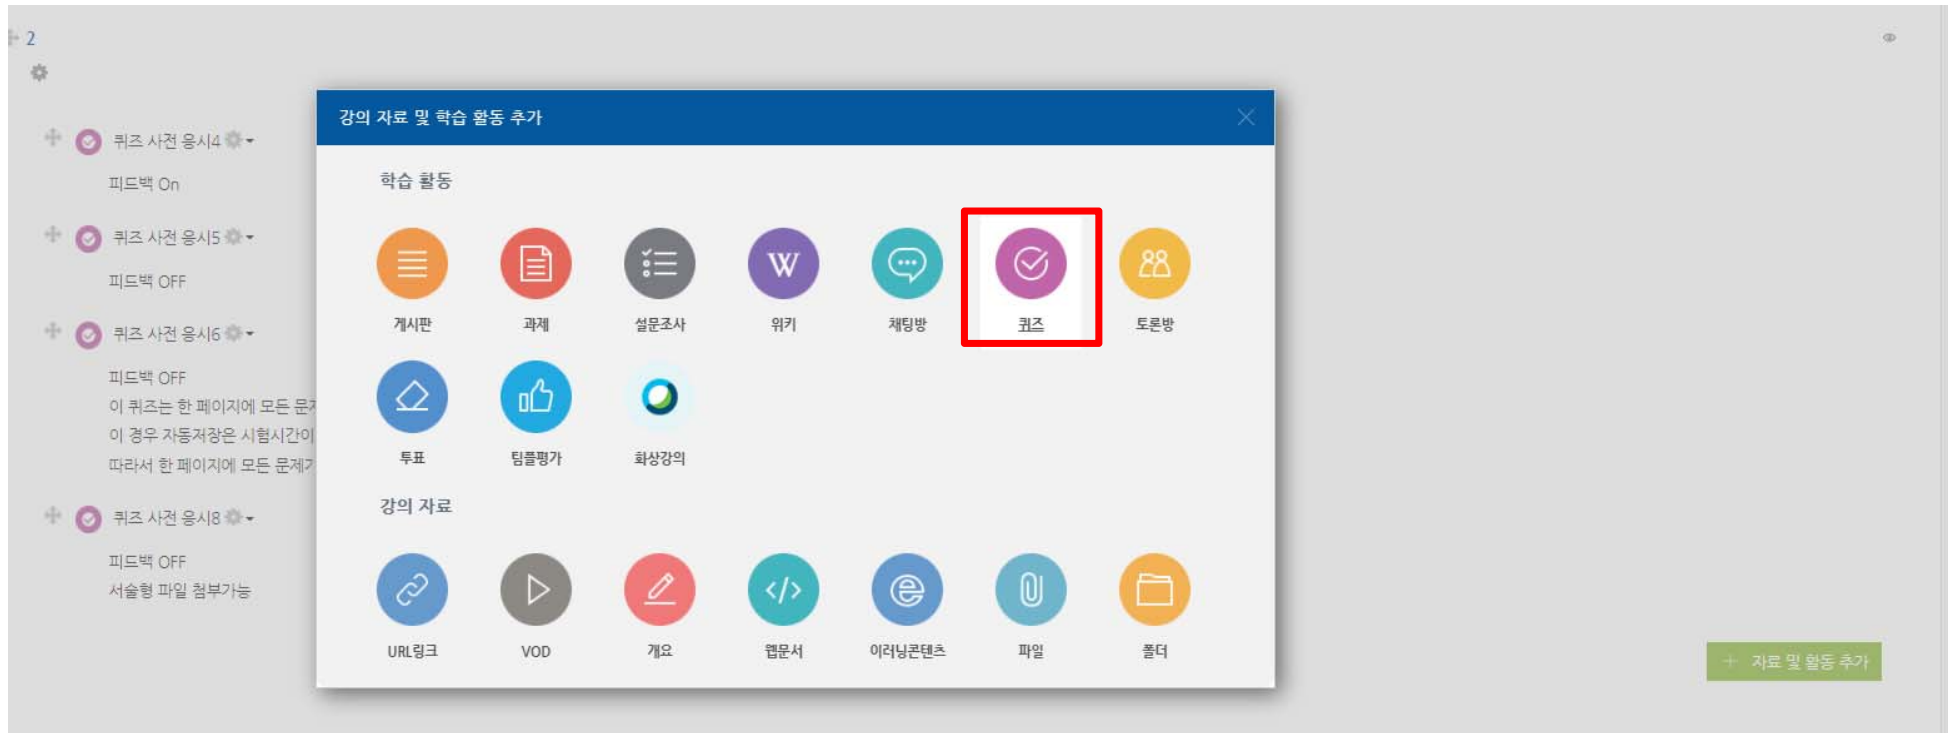 2
강의 자료 및 학습 활동 추가
퀴즈 사전 응시4
피드백 On
퀴즈 사전 응시5
피드백 OFF
퀴즈 사전 응시6
피드백 OFF
이 퀴즈는 한 페이지에 모든
이 경우 자동저장은 시험시간이
따라서 한 페이지에 모든
퀴즈 사전 응시8
피드백 OFF
서술형 파일 첨부가능
학습 활동
게시판 과제 설문조사 위키 채팅방 퀴즈 토론방
투표 팀플평가 화상강의
강의 자료
URL링크 VOD 개요 웹문서 이러닝콘텐츠 파일 폴더
+ 자료 및 활동 추가